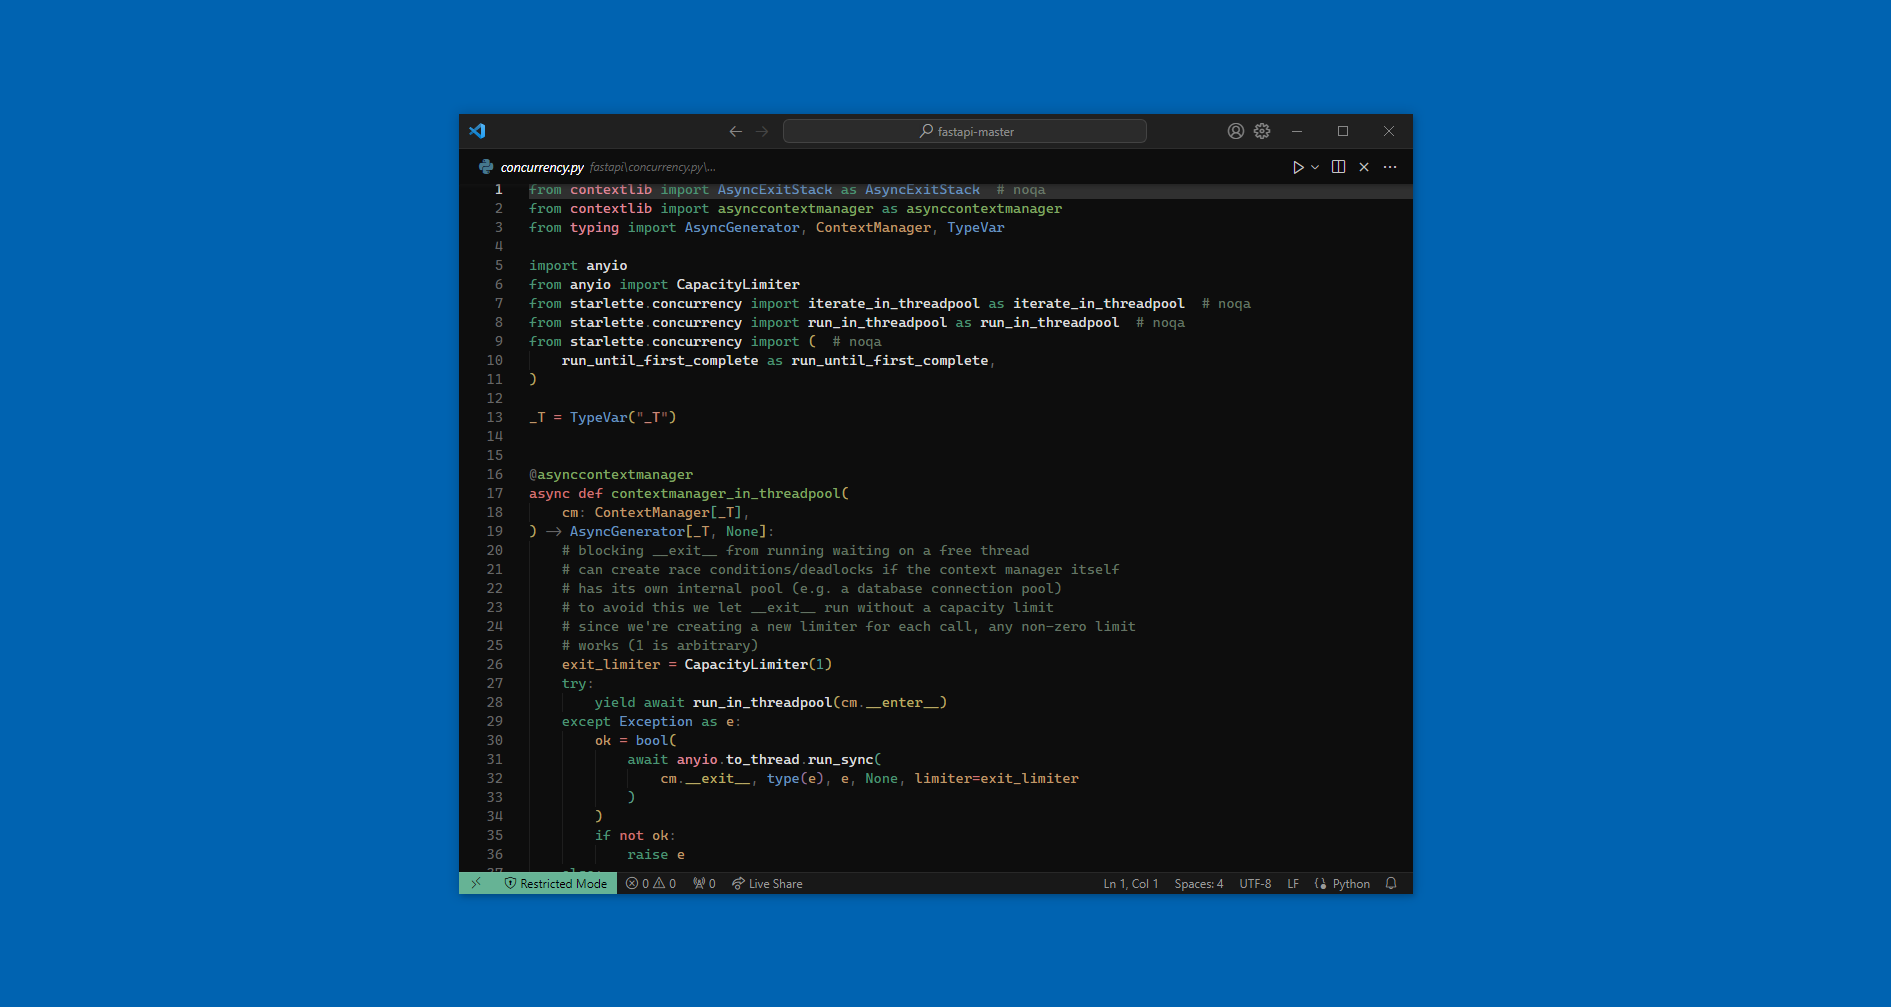 fastapi-master
concurrency.py fastapi\concurrency.py\...
1 from contextlib import AsyncExitStack as AsyncExitStack  # noqa
2 from contextlib import asynccontextmanager as asynccontextmanager
3 from typing import AsyncGenerator, ContextManager, TypeVar
4
5 import anyio
6 from anyio import CapacityLimiter
7 from starlette.concurrency import iterate_in_threadpool as iterate_in_threadpool  # noqa
8 from starlette.concurrency import run_in_threadpool as run_in_threadpool  # noqa
9 from starlette.concurrency import (  # noqa
10     run_until_first_complete as run_until_first_complete,
11 )
12
13 _T = TypeVar("_T")
14
15
16 @asynccontextmanager
17 async def contextmanager_in_threadpool(
18     cm: ContextManager[_T],
19 ) -> AsyncGenerator[_T, None]:
20     # blocking __exit__ from running waiting on a free thread
21     # can create race conditions/deadlocks if the context manager itself
22     # has its own internal pool (e.g. a database connection pool)
23     # to avoid this we let __exit__ run without a capacity limit
24     # since we're creating a new limiter for each call, any non-zero limit
25     # works (1 is arbitrary)
26     exit_limiter = CapacityLimiter(1)
27     try:
28         yield await run_in_threadpool(cm.__enter__)
29     except Exception as e:
30         ok = bool(
31             await anyio.to_thread.run_sync(
32                 cm.__exit__, type(e), e, None, limiter=exit_limiter
33             )
34         )
35         if not ok:
36             raise e
37     else:
Restricted Mode 0 0 0 Live Share Ln 1, Col 1 Spaces: 4 UTF-8 LF Python